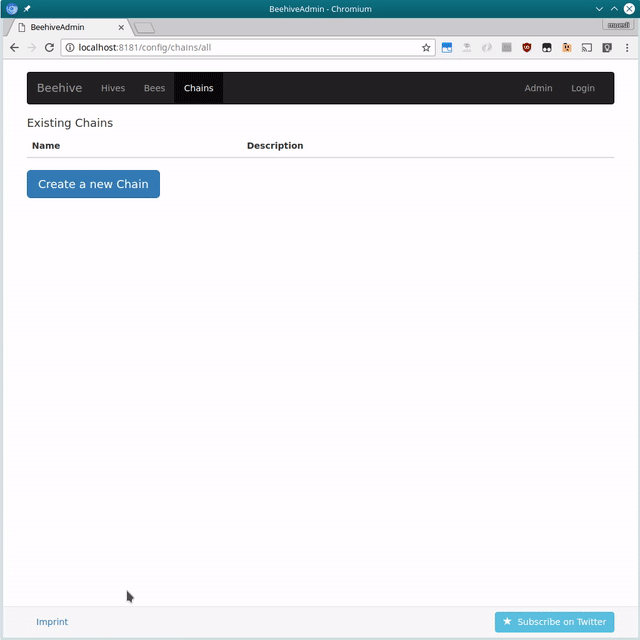 BeehiveAdmin - Chromium
BeehiveAdmin
muesli
localhost:8181/config/chains/all
Beehive Hives Bees Chains Admin Login
Existing Chains
Name Description
Create a new Chain
Imprint
Subscribe on Twitter